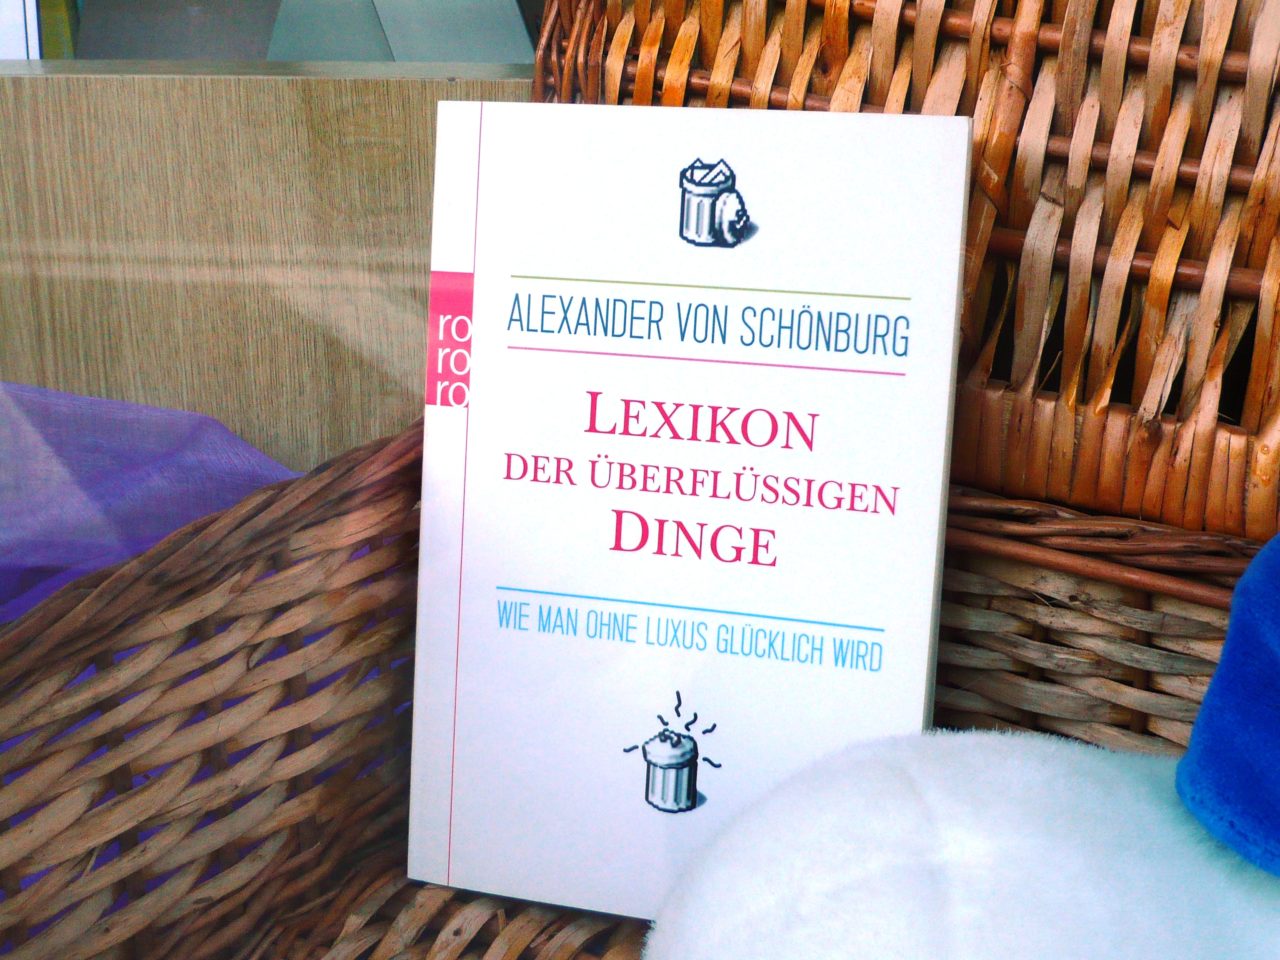 ro
ro
ro
ALEXANDER VON SCHÖNBURG
LEXIKON
DER ÜBERFLÜSSIGEN
DINGE
WIE MAN OHNE LUXUS GLÜCKLICH WIRD